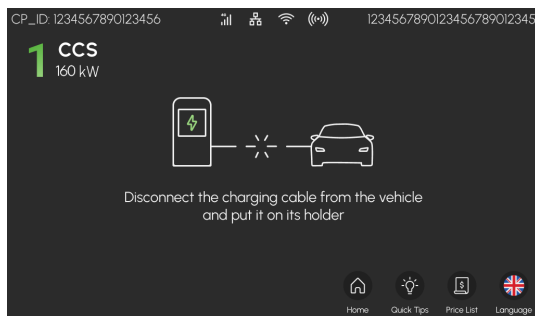 CP_ID: 1234567890123456
1234567890123456789012345
1
CCS
160 kW
Disconnect the charging cable from the vehicle
and put it on its holder
$
Home
Quick Tips
Price List
Language